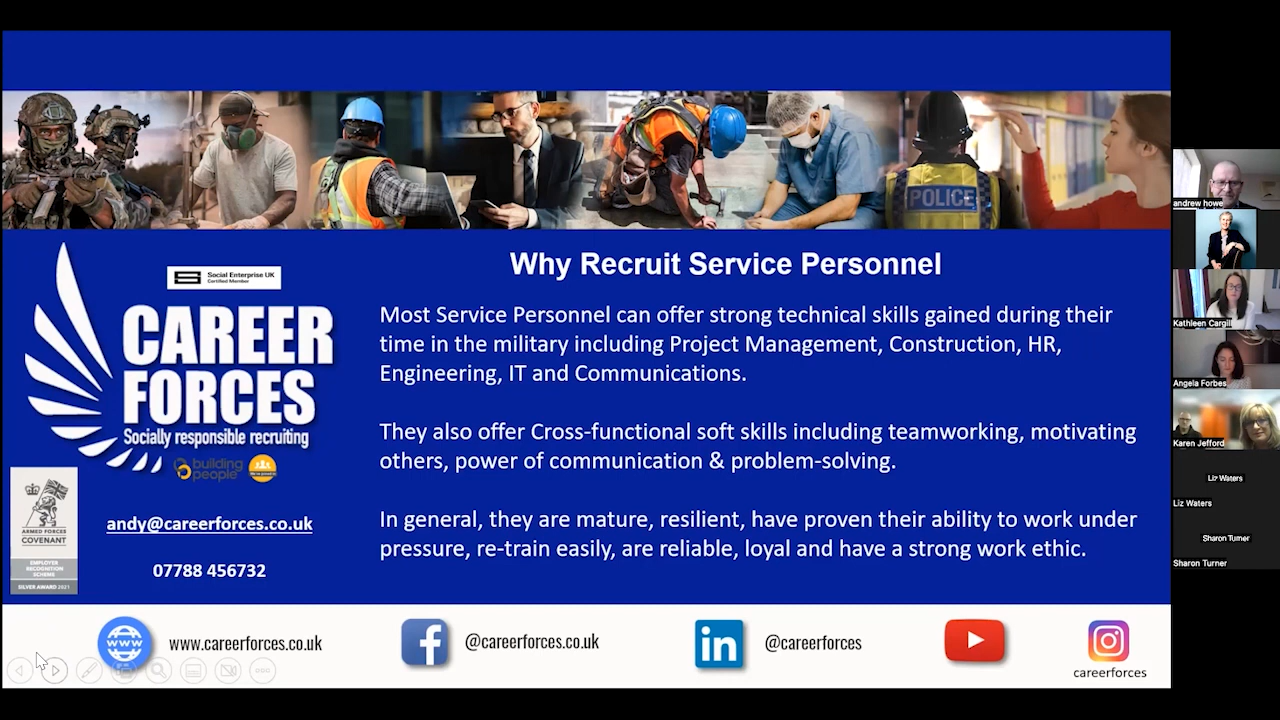 POLICE
Social Enterprise UK
Certified Member
CAREER
FORCES
Socially responsible recruiting
building
people
ARMED FORCES
COVENANT
EMPLOYER
RECOGNITION
SCHEME
SILVER AWARD 2021
andy@careerforces.co.uk
07788 456732
Why Recruit Service Personnel
Most Service Personnel can offer strong technical skills gained during their
time in the military including Project Management, Construction, HR,
Engineering, IT and Communications.
They also offer Cross-functional soft skills including teamworking, motivating
others, power of communication & problem-solving.
In general, they are mature, resilient, have proven their ability to work under
pressure, re-train easily, are reliable, loyal and have a strong work ethic.
WWW
www.careerforces.co.uk
@careerforces.co.uk
in
@careerforces
careerforces
andrew howe
Kathleen Cargill
Angela Forbes
Karen Jefford
Liz Waters
Liz Waters
Sharon Turner
Sharon Turner